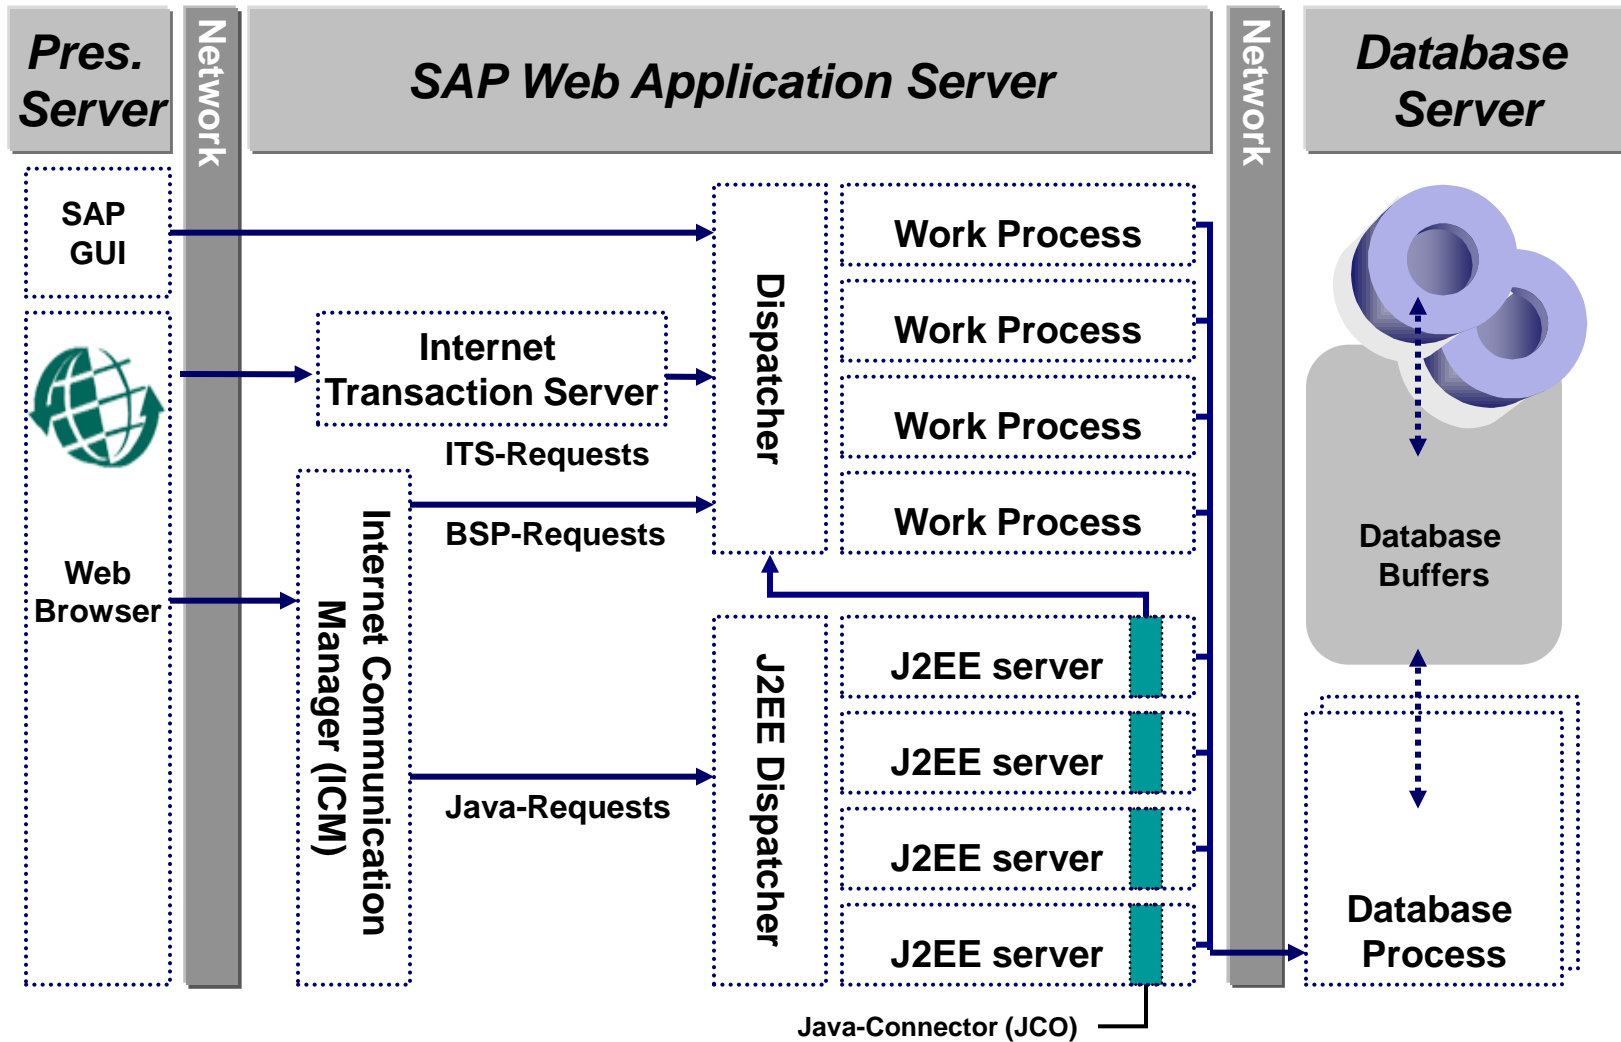 Pres.
Server
Network
SAP Web Application Server
Network
Database
Server
SAP
GUI
Web
Browser
Internet
Transaction Server
ITS-Requests
BSP-Requests
Internet Communication
Manager (ICM)
Java-Requests
Dispatcher
Work Process
Work Process
Work Process
Work Process
J2EE Dispatcher
J2EE server
J2EE server
J2EE server
J2EE server
Java-Connector (JCO)
Database
Buffers
Database
Process